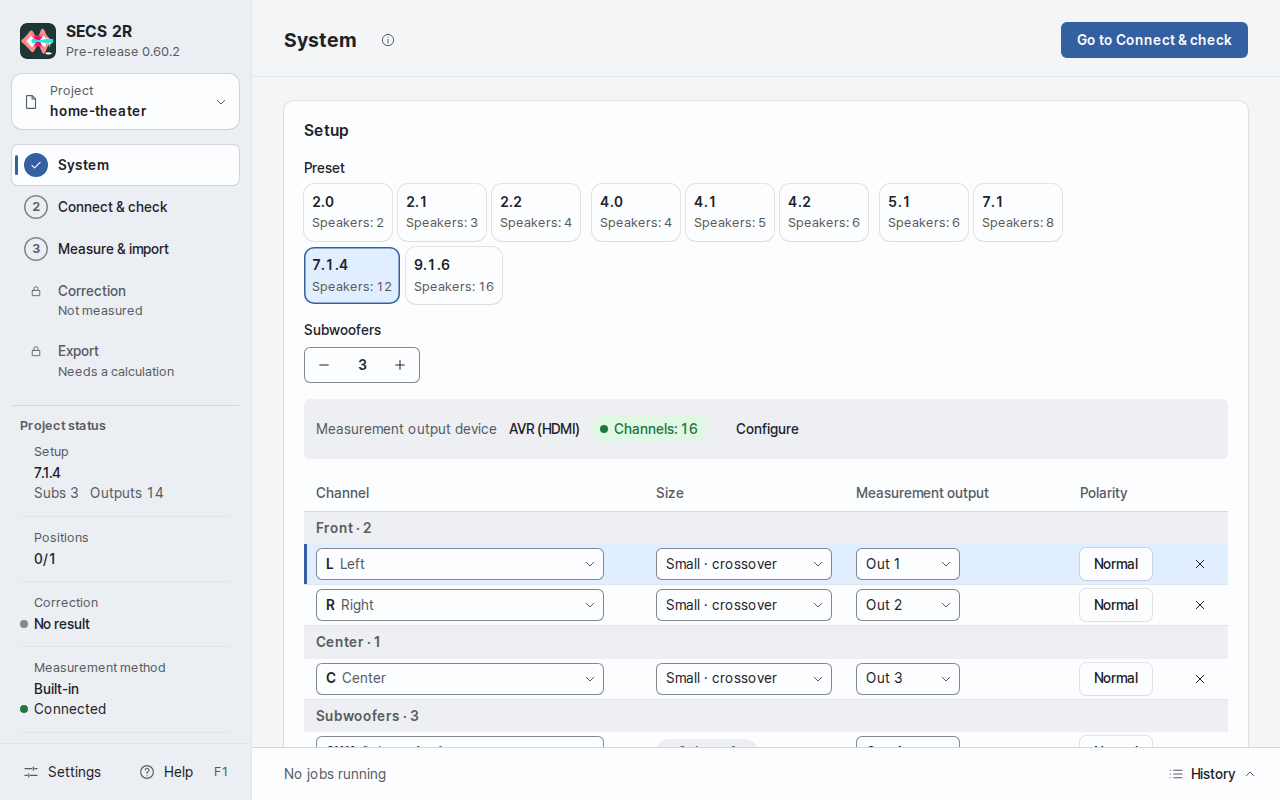 SECS 2R
Pre-release 0.60.2
Project
home-theater
System
2 Connect & check
3 Measure & import
Correction
Not measured
Export
Needs a calculation
Project status
Setup
7.1.4
Subs 3 Outputs 14
Positions
0/1
Correction
No result
Measurement method
Built-in
Connected
Settings
Help F1
System
Go to Connect & check
Setup
Preset
2.0 2.1 2.2 4.0 4.1 4.2 5.1 7.1
Speakers: 2 Speakers: 3 Speakers: 4 Speakers: 4 Speakers: 5 Speakers: 6 Speakers: 6 Speakers: 8
7.1.4 9.1.6
Speakers: 12 Speakers: 16
Subwoofers
3
Measurement output device AVR (HDMI) Channels: 16 Configure
Channel Size Measurement output Polarity
Front · 2
L Left Small · crossover Out 1 Normal
R Right Small · crossover Out 2 Normal
Center · 1
C Center Small · crossover Out 3 Normal
Subwoofers · 3
No jobs running
History